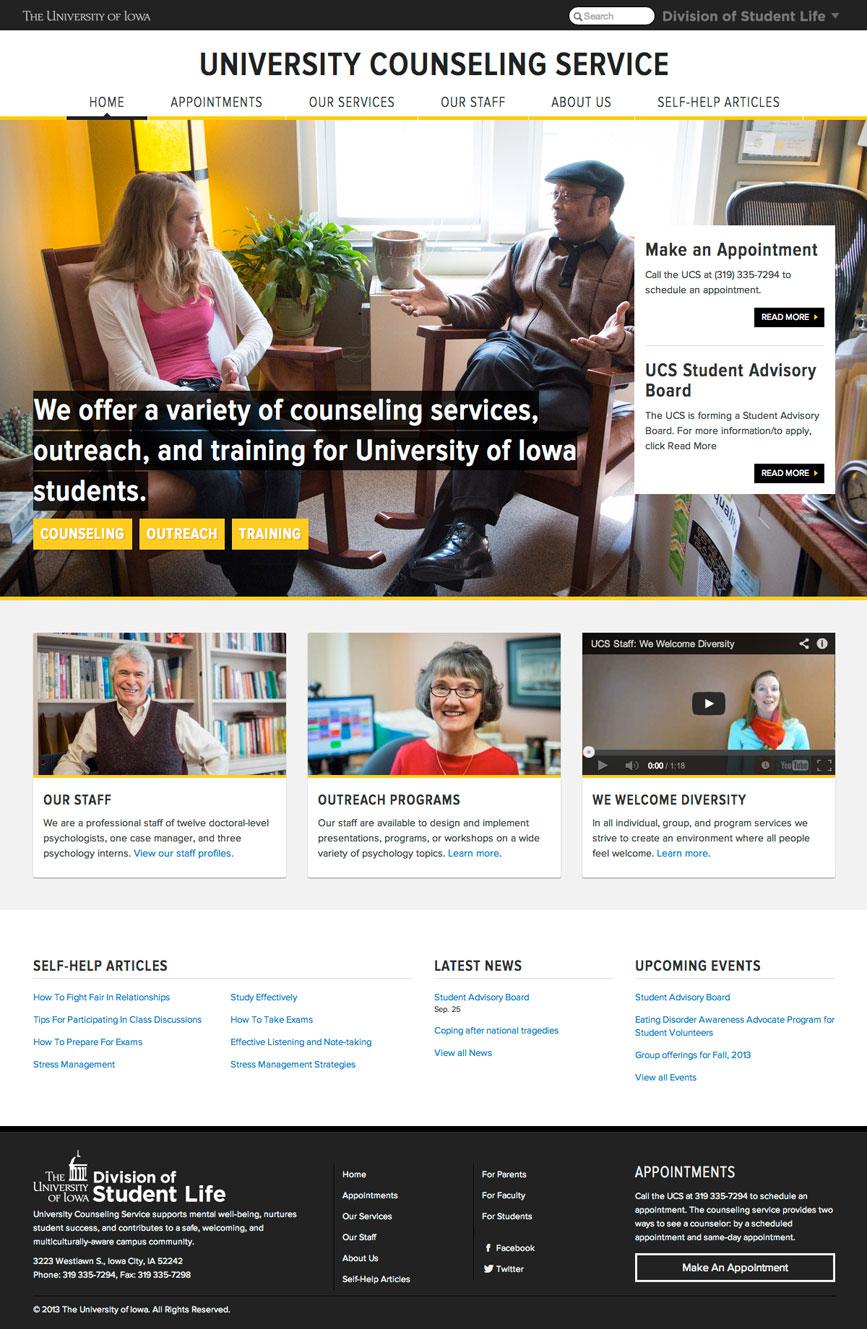 THE UNIVERSITY OF IOWA
Search
Division of Student Life
UNIVERSITY COUNSELING SERVICE
HOME APPOINTMENTS OUR SERVICES OUR STAFF ABOUT US SELF-HELP ARTICLES
We offer a variety of counseling services,
outreach, and training for University of Iowa
students.
COUNSELING OUTREACH TRAINING
Make an Appointment
Call the UCS at (319) 335-7294 to
schedule an appointment.
READ MORE
UCS Student Advisory
Board
The UCS is forming a Student Advisory
Board. For more information/to apply,
click Read More
READ MORE
quality
OUR STAFF
We are a professional staff of twelve doctoral-level
psychologists, one case manager, and three
psychology interns. View our staff profiles.
OUTREACH PROGRAMS
Our staff are available to design and implement
presentations, programs, or workshops on a wide
variety of psychology topics. Learn more.
UCS Staff: We Welcome Diversity
0:00 / 1:18
YouTube
WE WELCOME DIVERSITY
In all individual, group, and program services we
strive to create an environment where all people
feel welcome. Learn more.
SELF-HELP ARTICLES
How To Fight Fair In Relationships
Tips For Participating In Class Discussions
How To Prepare For Exams
Stress Management
Study Effectively
How To Take Exams
Effective Listening and Note-taking
Stress Management Strategies
LATEST NEWS
Student Advisory Board
Sep. 25
Coping after national tragedies
View all News
UPCOMING EVENTS
Student Advisory Board
Eating Disorder Awareness Advocate Program for
Student Volunteers
Group offerings for Fall, 2013
View all Events
THE
UNIVERSITY
OF IOWA
Division of
Student Life
University Counseling Service supports mental well-being, nurtures
student success, and contributes to a safe, welcoming, and
multiculturally-aware campus community.
3223 Westlawn S., Iowa City, IA 52242
Phone: 319 335-7294, Fax: 319 335-7298
Home
Appointments
Our Services
Our Staff
About Us
Self-Help Articles
For Parents
For Faculty
For Students
Facebook
Twitter
APPOINTMENTS
Call the UCS at 319 335-7294 to schedule an
appointment. The counseling service provides two
ways to see a counselor: by a scheduled
appointment and same-day appointment.
Make An Appointment
© 2013 The University of Iowa. All Rights Reserved.